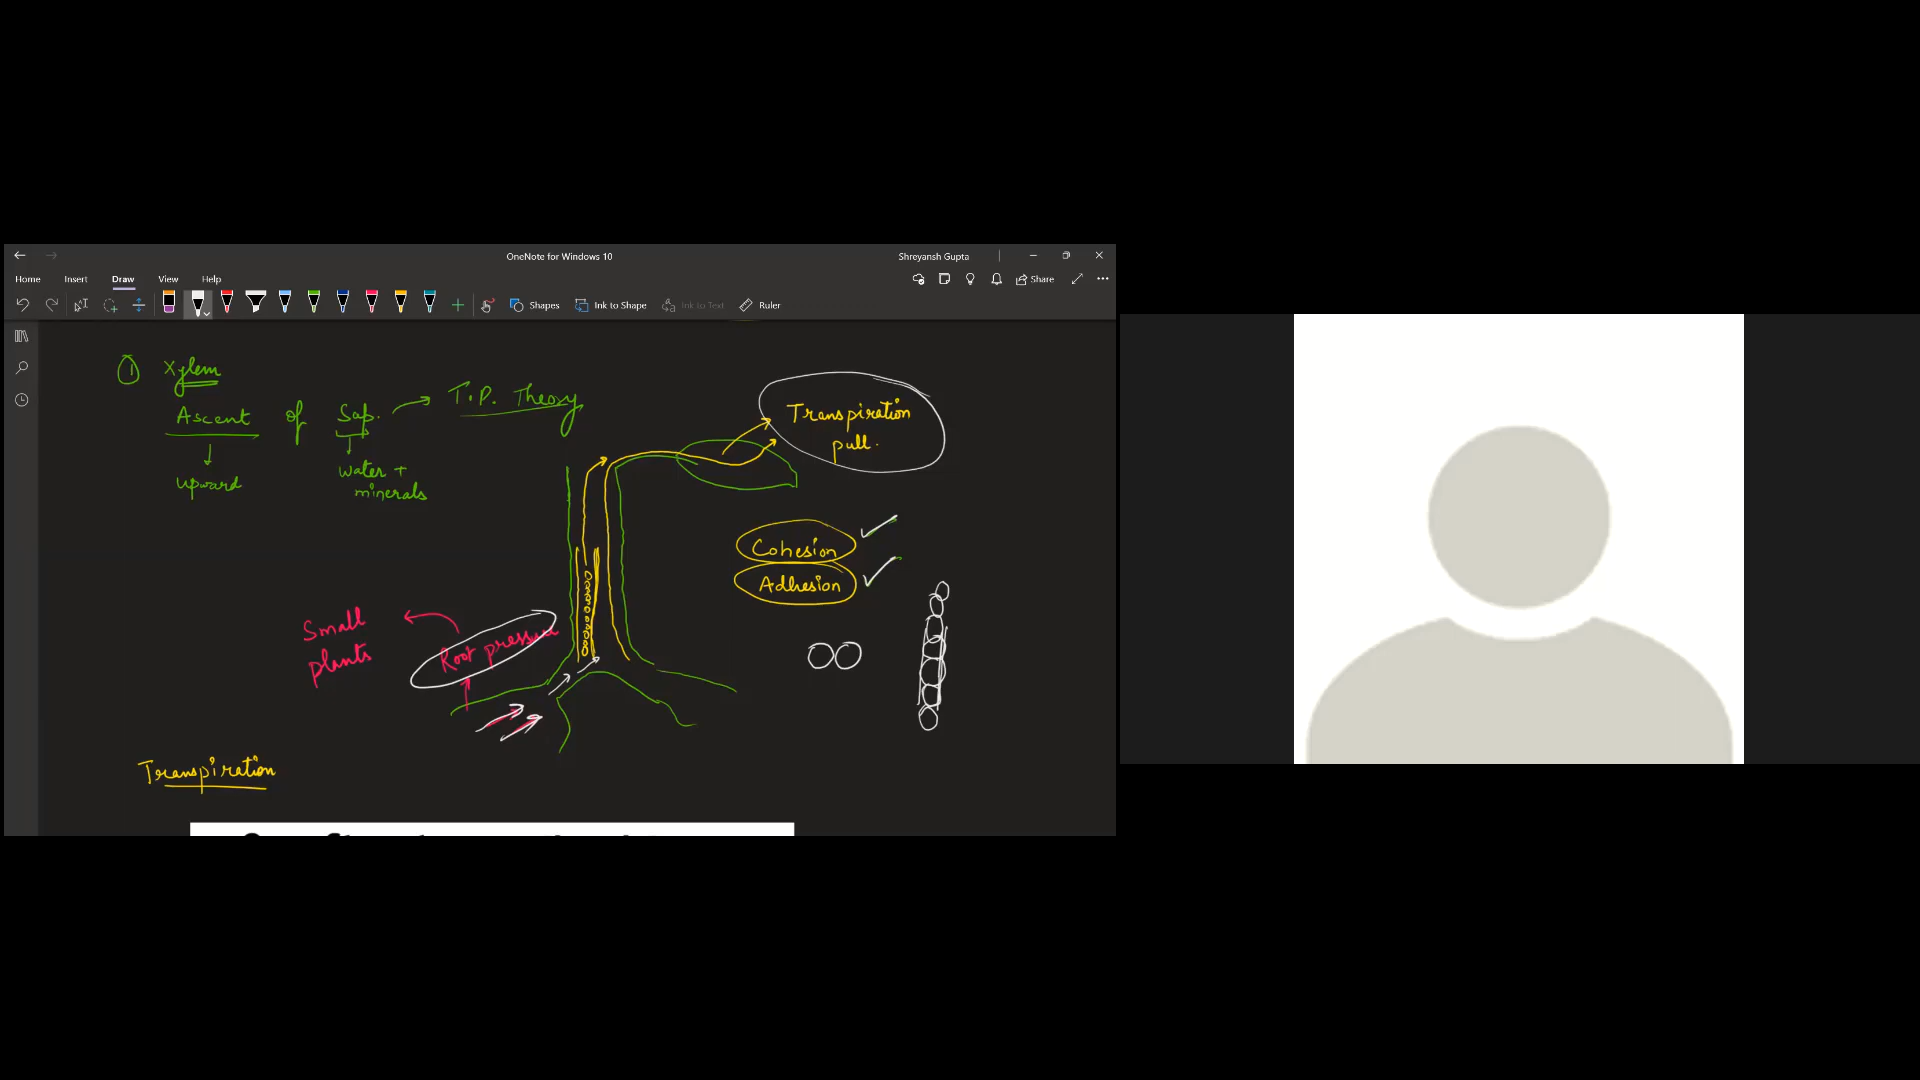 OneNote for Windows 10
Shreyansh Gupta
Home Insert Draw View Help
Share
Shapes Ink to Shape Ink to Text Ruler
1 Xylem
Ascent of Sap. T.P. Theory
upward
water +
minerals
Transpiration
pull.
Cohesion
Adhesion
Small
plants
Root pressure
Transpiration